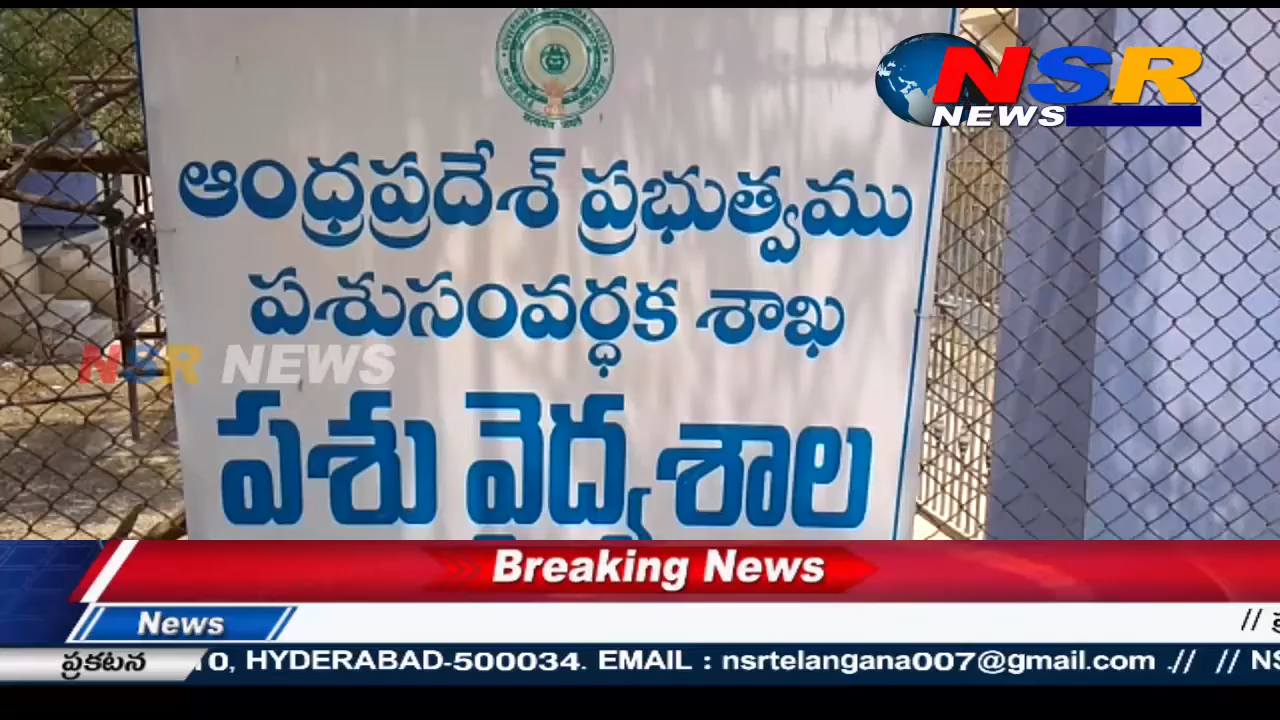 NSR
NEWS
ఆంధ్రప్రదేశ్ ప్రభుత్వము
పశుసంవర్ధక శాఖ
NSR NEWS
పశు వైద్యశాల
Breaking News
News
//
ప్రకటన
10, HYDERABAD-500034. EMAIL : nsrtelangana007@gmail.com .// // NS